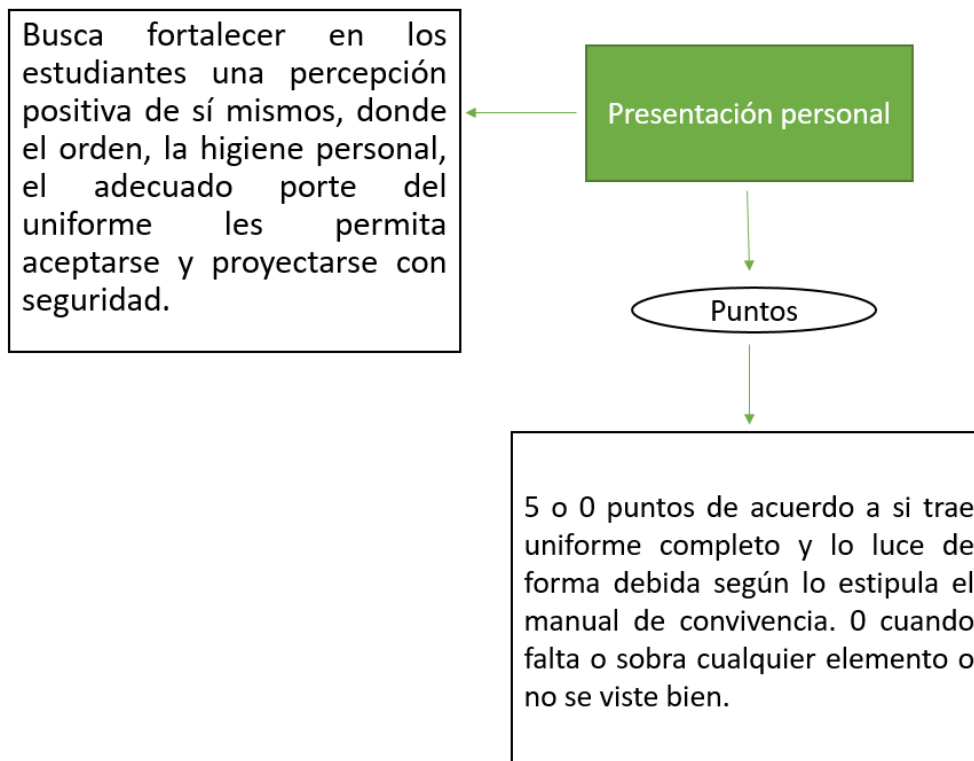 Busca fortalecer en los
estudiantes una percepción
positiva de sí mismos, donde
el orden, la higiene personal,
el adecuado porte del
uniforme les permita
aceptarse y proyectarse con
seguridad.
Presentación personal
Puntos
5 o 0 puntos de acuerdo a si trae
uniforme completo y lo luce de
forma debida según lo estipula el
manual de convivencia. 0 cuando
falta o sobra cualquier elemento o
no se viste bien.